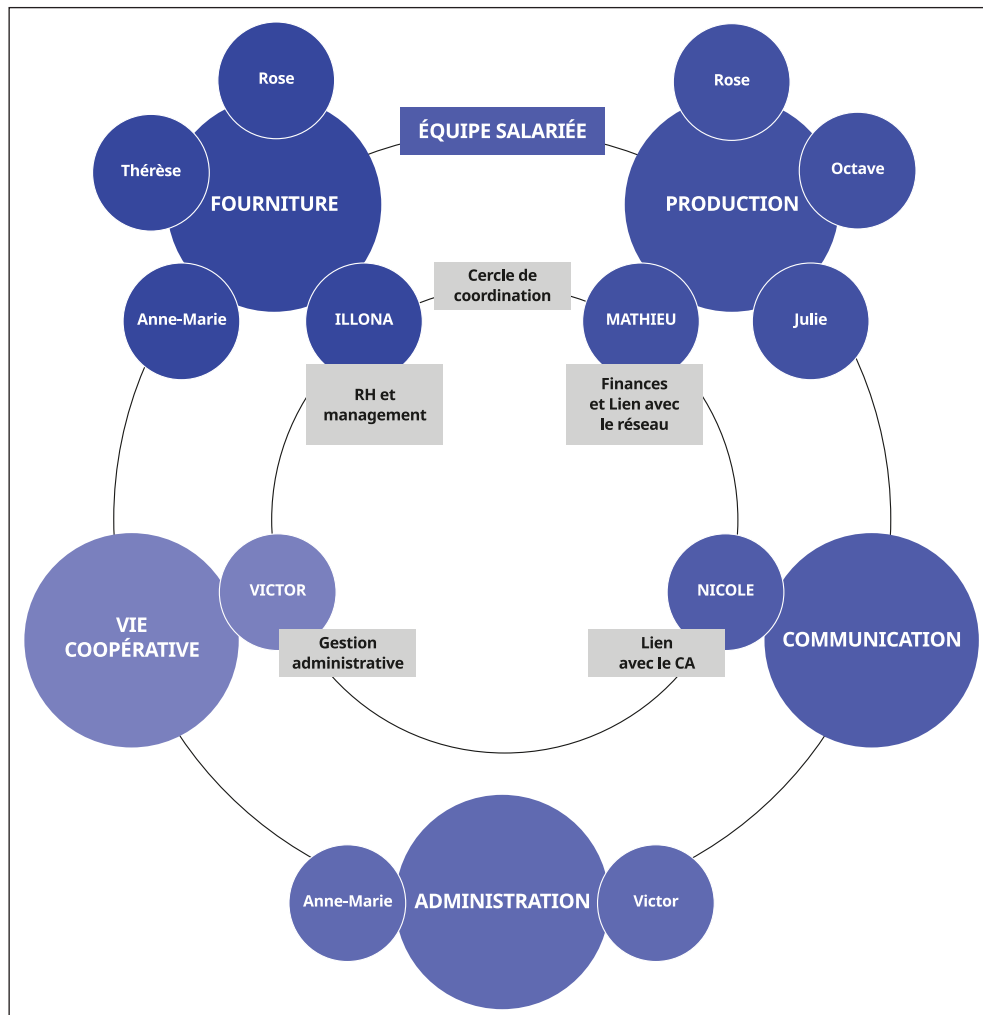 Rose
Rose
ÉQUIPE SALARIÉE
Thérèse
Octave
FOURNITURE
PRODUCTION
Cercle de
coordination
Anne-Marie
ILLONA
MATHIEU
Julie
RH et
management
Finances
et Lien avec
le réseau
VICTOR
NICOLE
VIE
COOPÉRATIVE
COMMUNICATION
Gestion
administrative
Lien
avec le CA
Anne-Marie
ADMINISTRATION
Victor